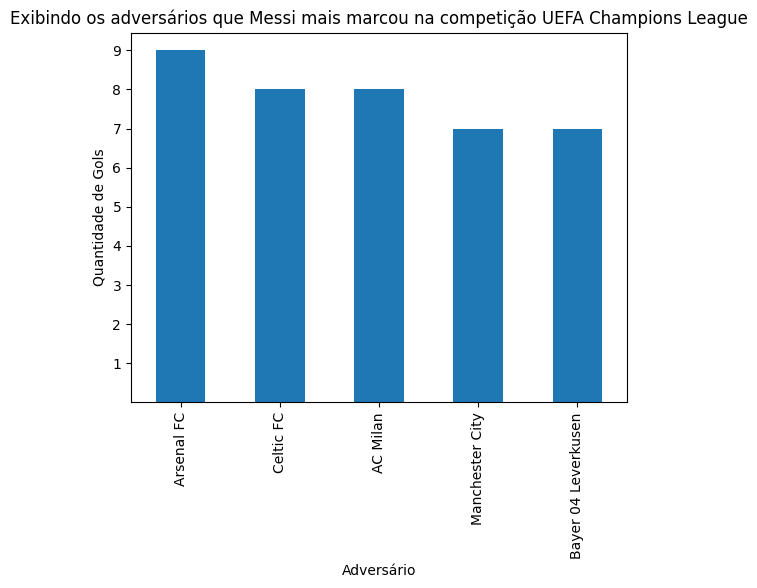 Exibindo os adversários que Messi mais marcou na competição UEFA Champions League
9
8
7
6
5
4
3
2
1
Quantidade de Gols
Arsenal FC
Celtic FC
AC Milan
Manchester City
Bayer 04 Leverkusen
Adversário